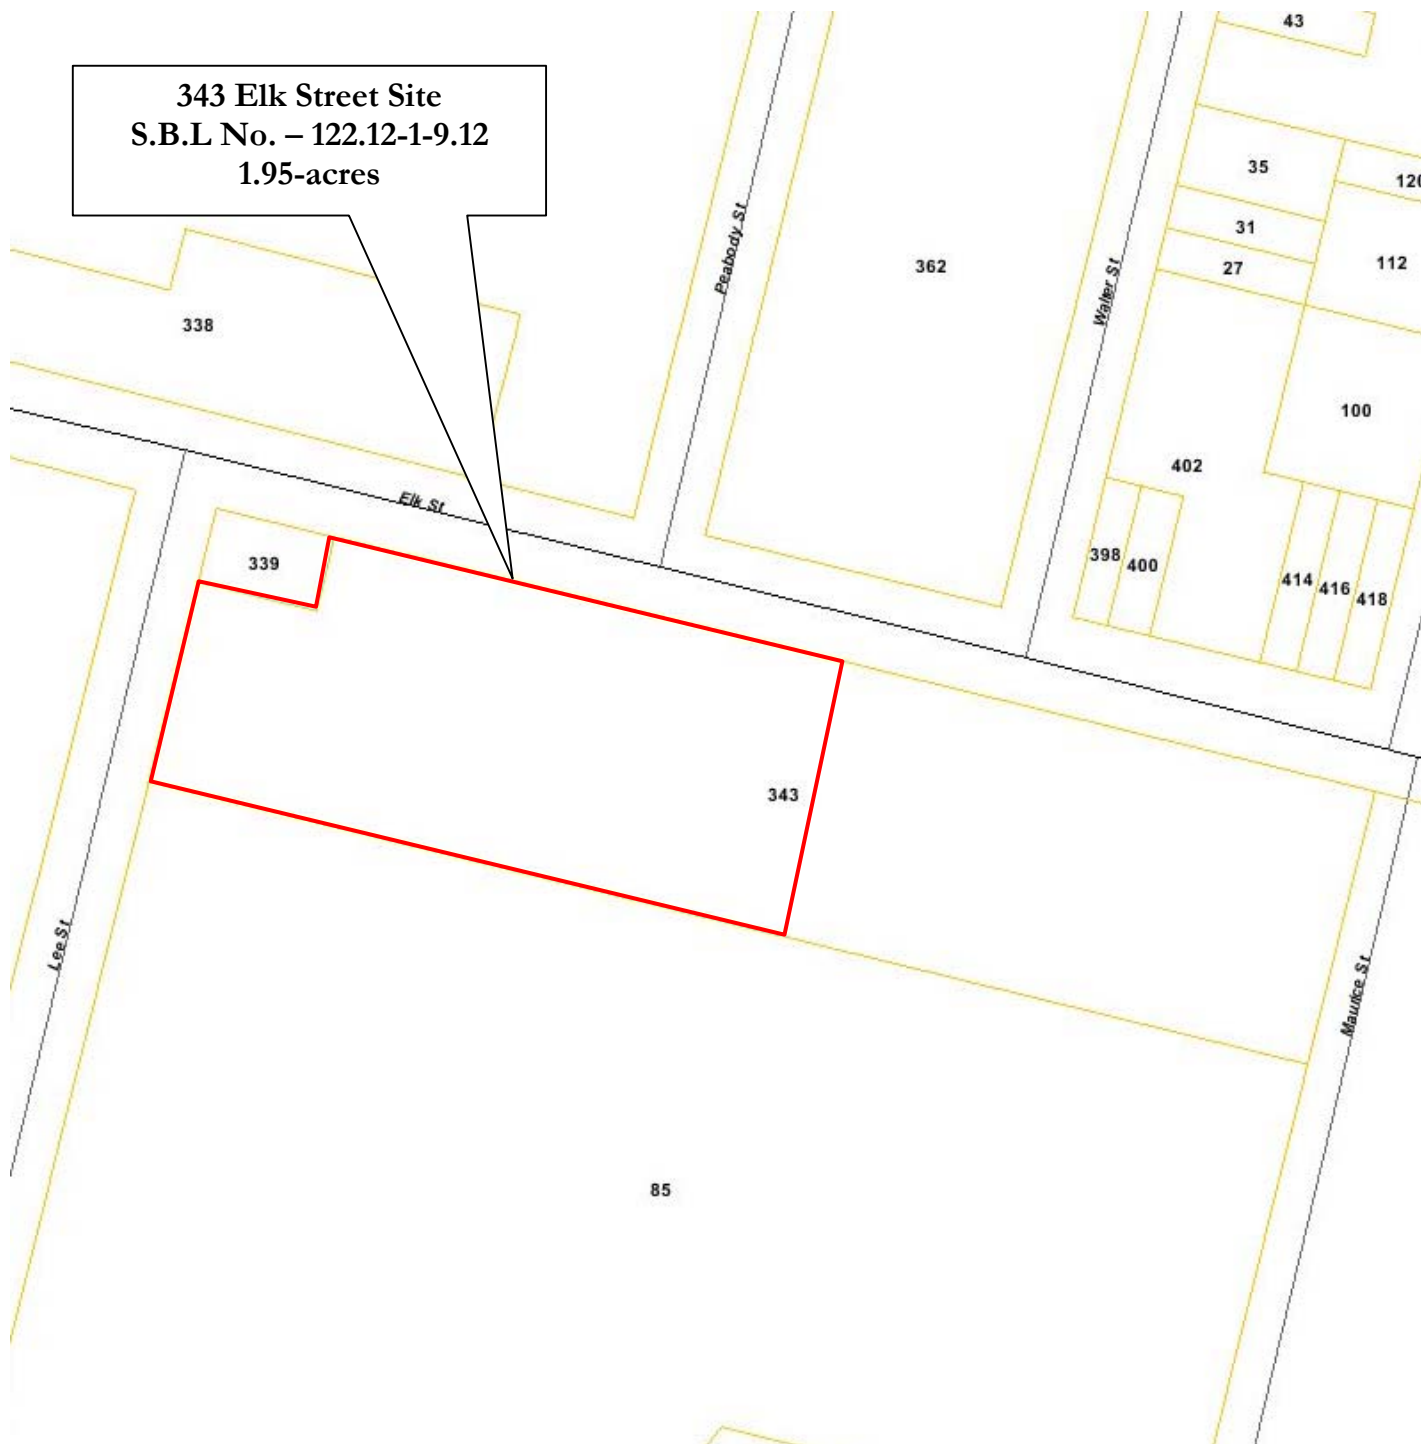 43
343 Elk Street Site
S.B.L No. – 122.12-1-9.12
1.95-acres
35
120
31
27
112
Peabody St
362
Walter St
338
100
402
Elk St
339
398
400
414
416
418
343
Lee St
Maurice St
85